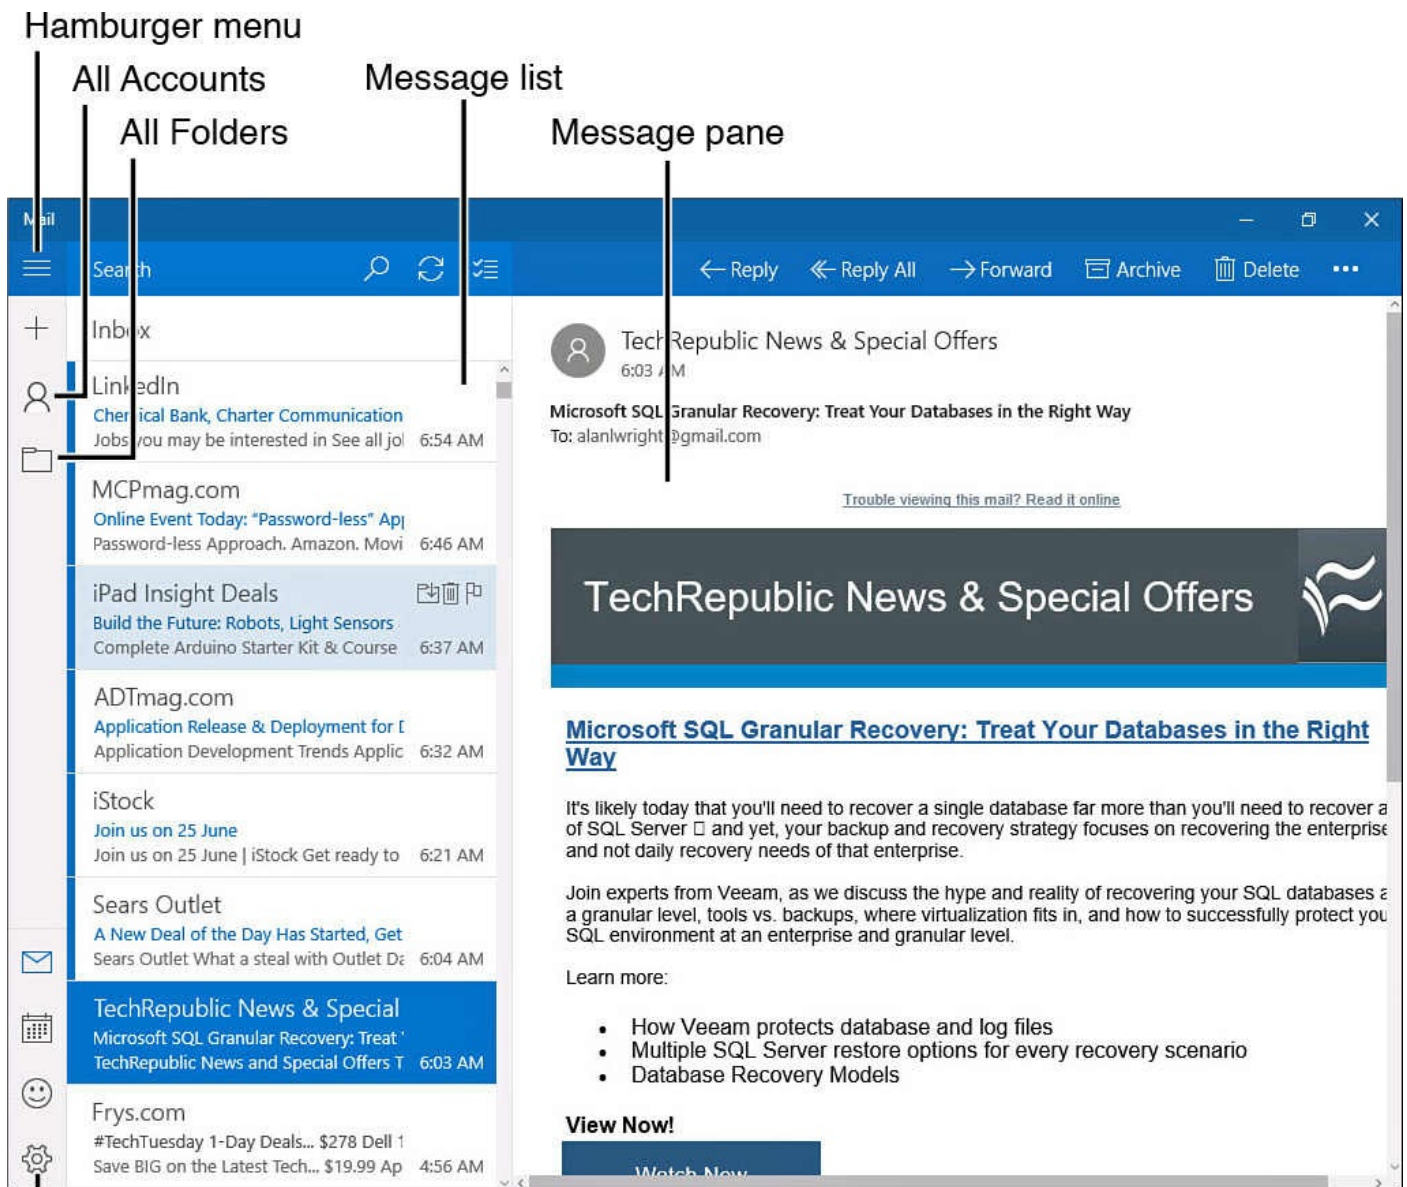 Hamburger menu
All Accounts
Message list
All Folders
Message pane
Mail
Search
Reply
Reply All
Forward
Archive
Delete
Inbox
LinkedIn
Chemical Bank, Charter Communication
Jobs you may be interested in See all jo 6:54 AM
MCPmag.com
Online Event Today: “Password-less” Ap
Password-less Approach. Amazon. Movi 6:46 AM
iPad Insight Deals
Build the Future: Robots, Light Sensors
Complete Arduino Starter Kit & Course 6:37 AM
ADTmag.com
Application Release & Deployment for
Application Development Trends Applic 6:32 AM
iStock
Join us on 25 June
Join us on 25 June | iStock Get ready to 6:21 AM
Sears Outlet
A New Deal of the Day Has Started, Get
Sears Outlet What a steal with Outlet Da 6:04 AM
TechRepublic News & Special
Microsoft SQL Granular Recovery: Treat
TechRepublic News and Special Offers T 6:03 AM
Frys.com
#TechTuesday 1-Day Deals... $278 Dell 1
Save BIG on the Latest Tech... $19.99 Ap 4:56 AM
TechRepublic News & Special Offers
6:03 AM
Microsoft SQL Granular Recovery: Treat Your Databases in the Right Way
To: alanlwright@gmail.com
Trouble viewing this mail? Read it online
TechRepublic News & Special Offers
Microsoft SQL Granular Recovery: Treat Your Databases in the Right
Way
It's likely today that you'll need to recover a single database far more than you'll need to recover a
of SQL Server and yet, your backup and recovery strategy focuses on recovering the enterprise
and not daily recovery needs of that enterprise.
Join experts from Veeam, as we discuss the hype and reality of recovering your SQL databases a
a granular level, tools vs. backups, where virtualization fits in, and how to successfully protect you
SQL environment at an enterprise and granular level.
Learn more:
• How Veeam protects database and log files
• Multiple SQL Server restore options for every recovery scenario
• Database Recovery Models
View Now!
Watch Now